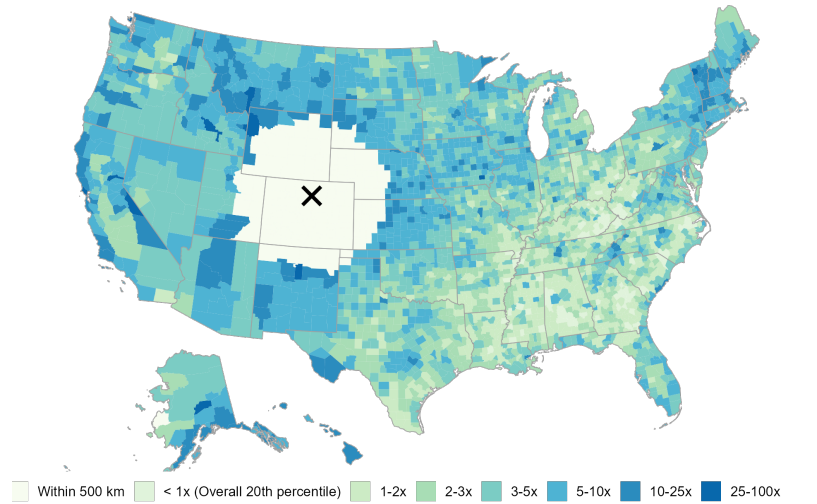 Within 500 km < 1x (Overall 20th percentile) 1-2x 2-3x 3-5x 5-10x 10-25x 25-100x